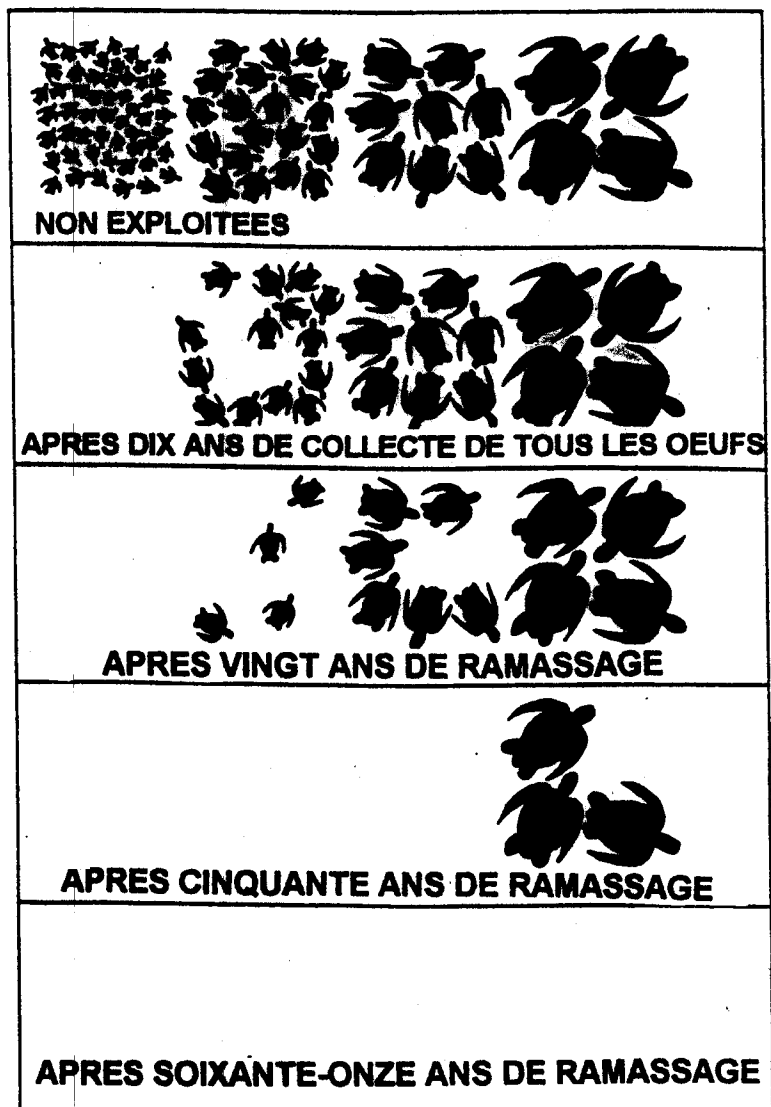 NON EXPLOITEES
APRES DIX ANS DE COLLECTE DE TOUS LES OEUFS
APRES VINGT ANS DE RAMASSAGE
APRES CINQUANTE ANS DE RAMASSAGE
APRES SOIXANTE-ONZE ANS DE RAMASSAGE